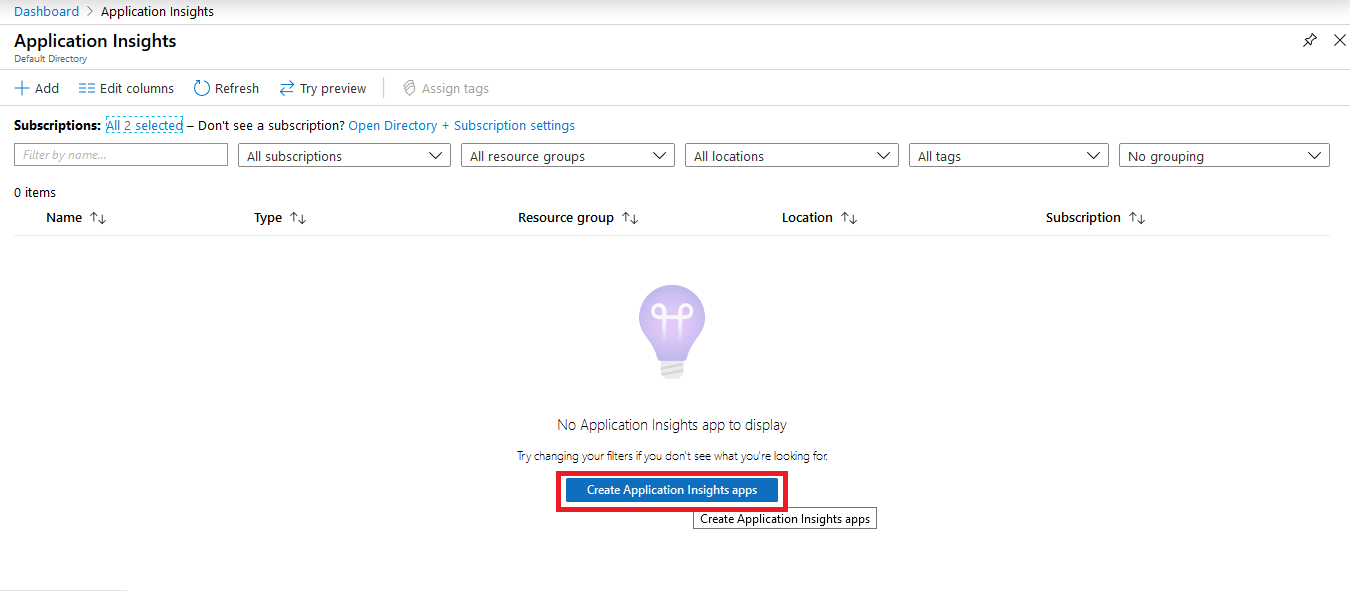 Dashboard > Application Insights
Application Insights
Default Directory
Add Edit columns Refresh Try preview Assign tags
Subscriptions: All 2 selected – Don't see a subscription? Open Directory + Subscription settings
Filter by name... All subscriptions All resource groups All locations All tags No grouping
0 items
Name Type Resource group Location Subscription
No Application Insights app to display
Try changing your filters if you don't see what you're looking for.
Create Application Insights apps
Create Application Insights apps